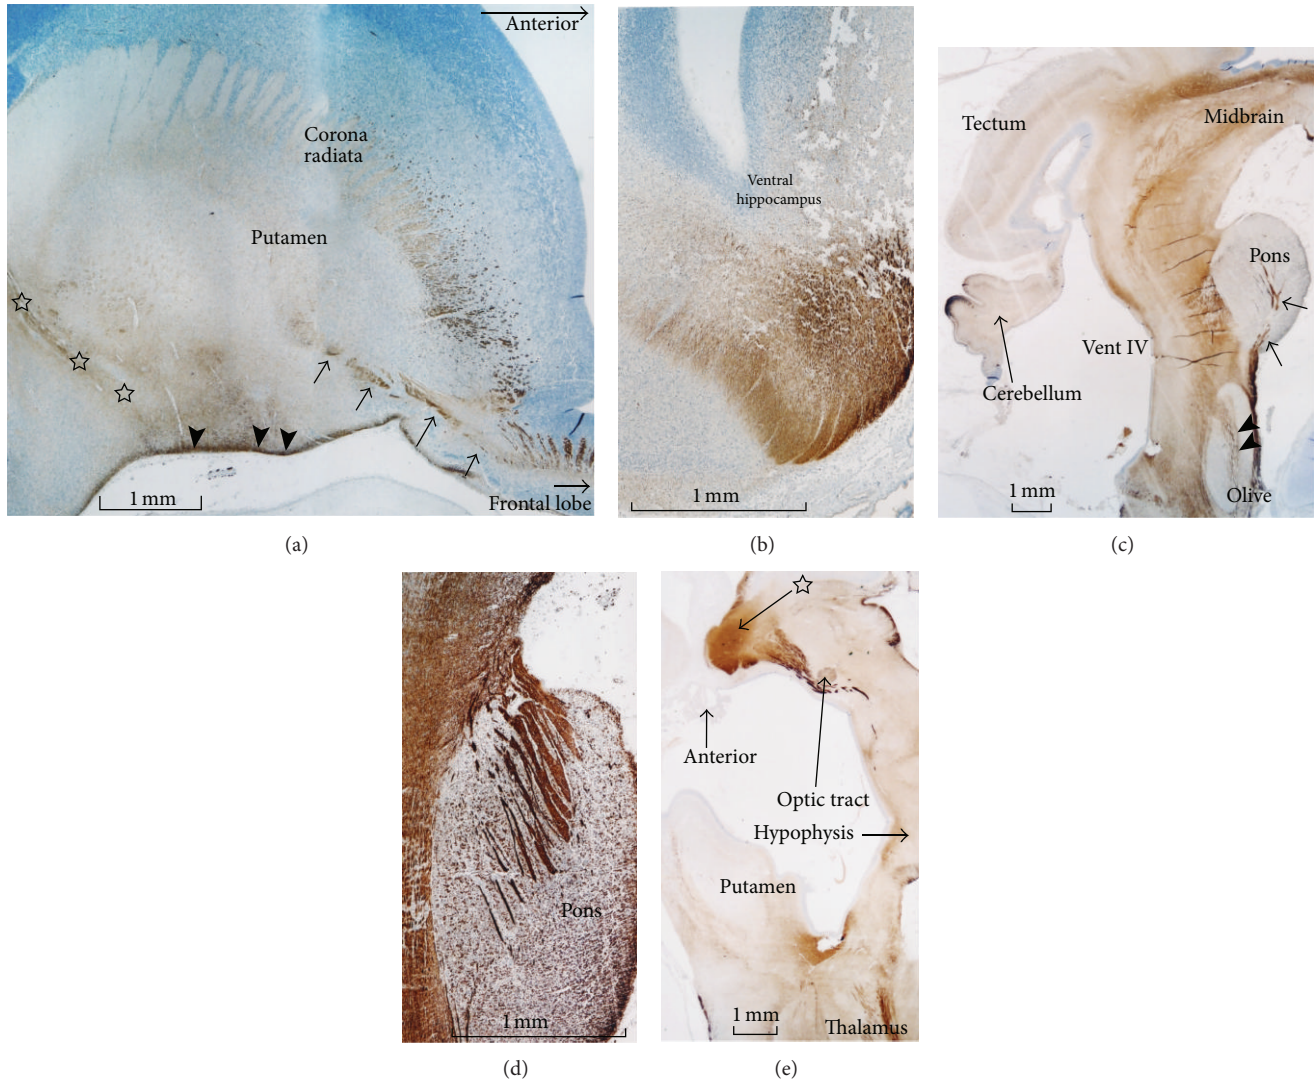 Anterior
Corona
radiata
Putamen
1 mm
Frontal lobe
(a)
Ventral
hippocampus
1 mm
(b)
Tectum
Midbrain
Pons
Vent IV
Cerebellum
1 mm
Olive
(c)
Pons
1 mm
(d)
Anterior
Optic tract
Hypophysis
Putamen
1 mm
Thalamus
(e)